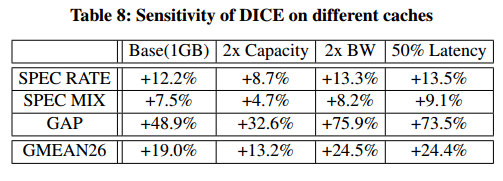 Table 8: Sensitivity of DICE on different caches
Base(1GB) 2x Capacity 2x BW 50% Latency
SPEC RATE +12.2% +8.7% +13.3% +13.5%
SPEC MIX +7.5% +4.7% +8.2% +9.1%
GAP +48.9% +32.6% +75.9% +73.5%
GMEAN26 +19.0% +13.2% +24.5% +24.4%